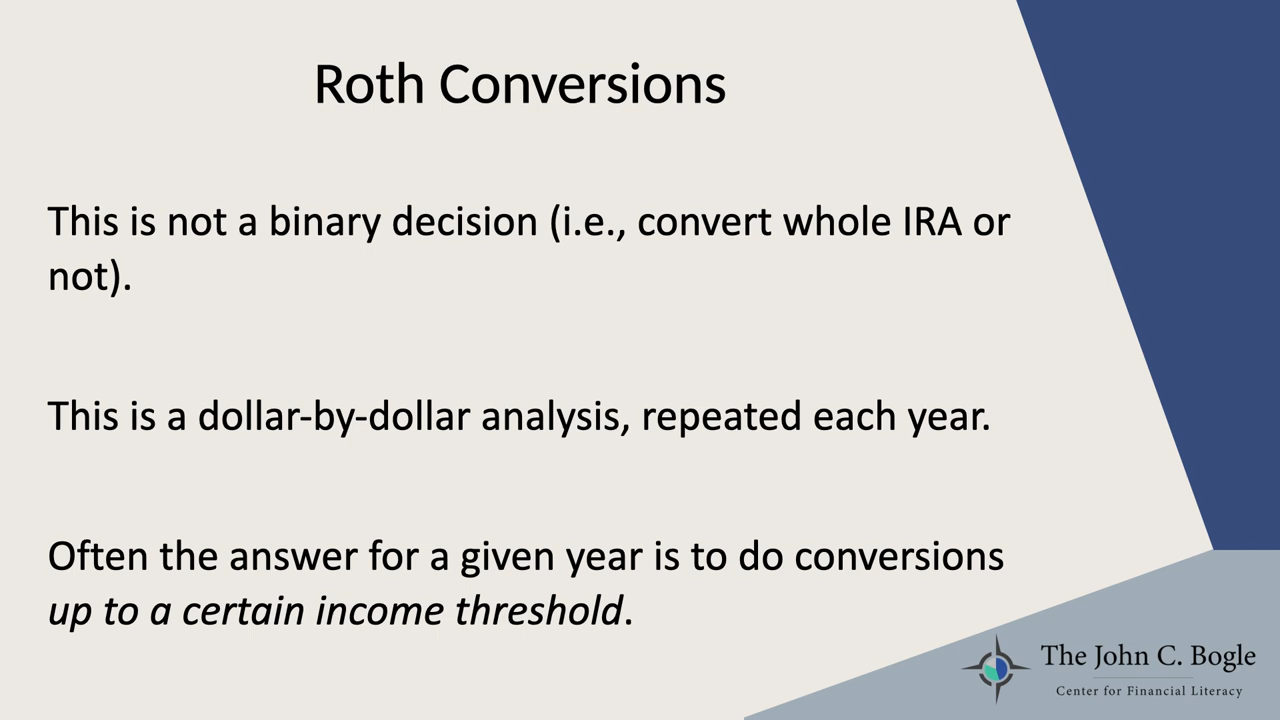 Roth Conversions
This is not a binary decision (i.e., convert whole IRA or
not).
This is a dollar-by-dollar analysis, repeated each year.
Often the answer for a given year is to do conversions
up to a certain income threshold.
The John C. Bogle
Center for Financial Literacy